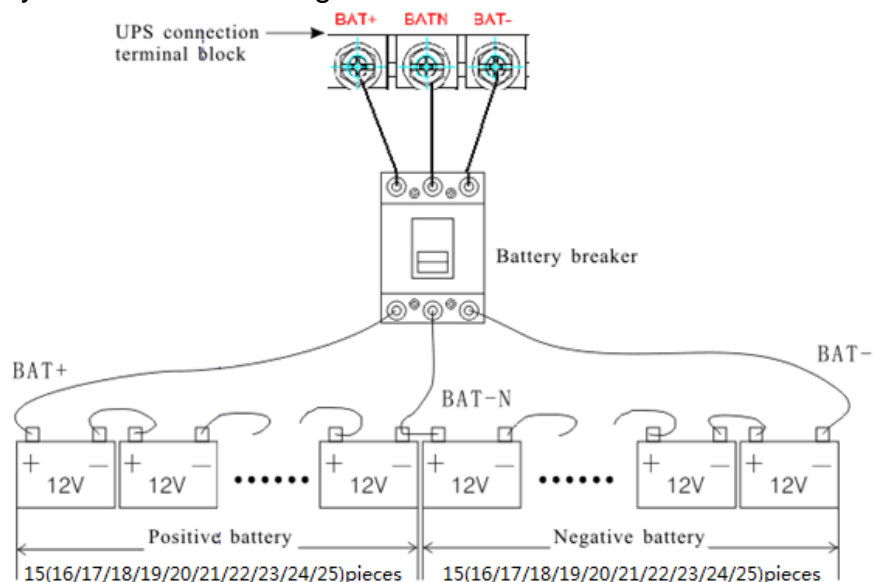 BAT+ BATN BAT-
UPS connection
terminal block
Battery breaker
BAT+
BAT-
BAT-N
+ — + — + — + — + — + —
12V 12V 12V 12V 12V 12V
Positive battery Negative battery
15(16/17/18/19/20/21/22/23/24/25)pieces 15(16/17/18/19/20/21/22/23/24/25)pieces